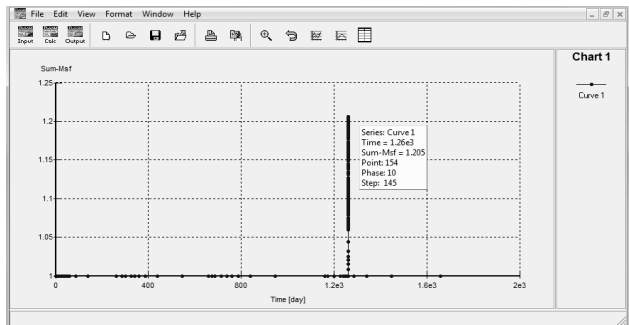 File Edit View Format Window Help
Input Calc Output
Chart 1
Curve 1
Sum-Msf
1.25
1.2
1.15
1.1
1.05
1
Series: Curve 1
Time = 1.26e3
Sum-Msf = 1.205
Point: 154
Phase: 10
Step: 145
0 400 800 1.2e3 1.6e3 2e3
Time [day]